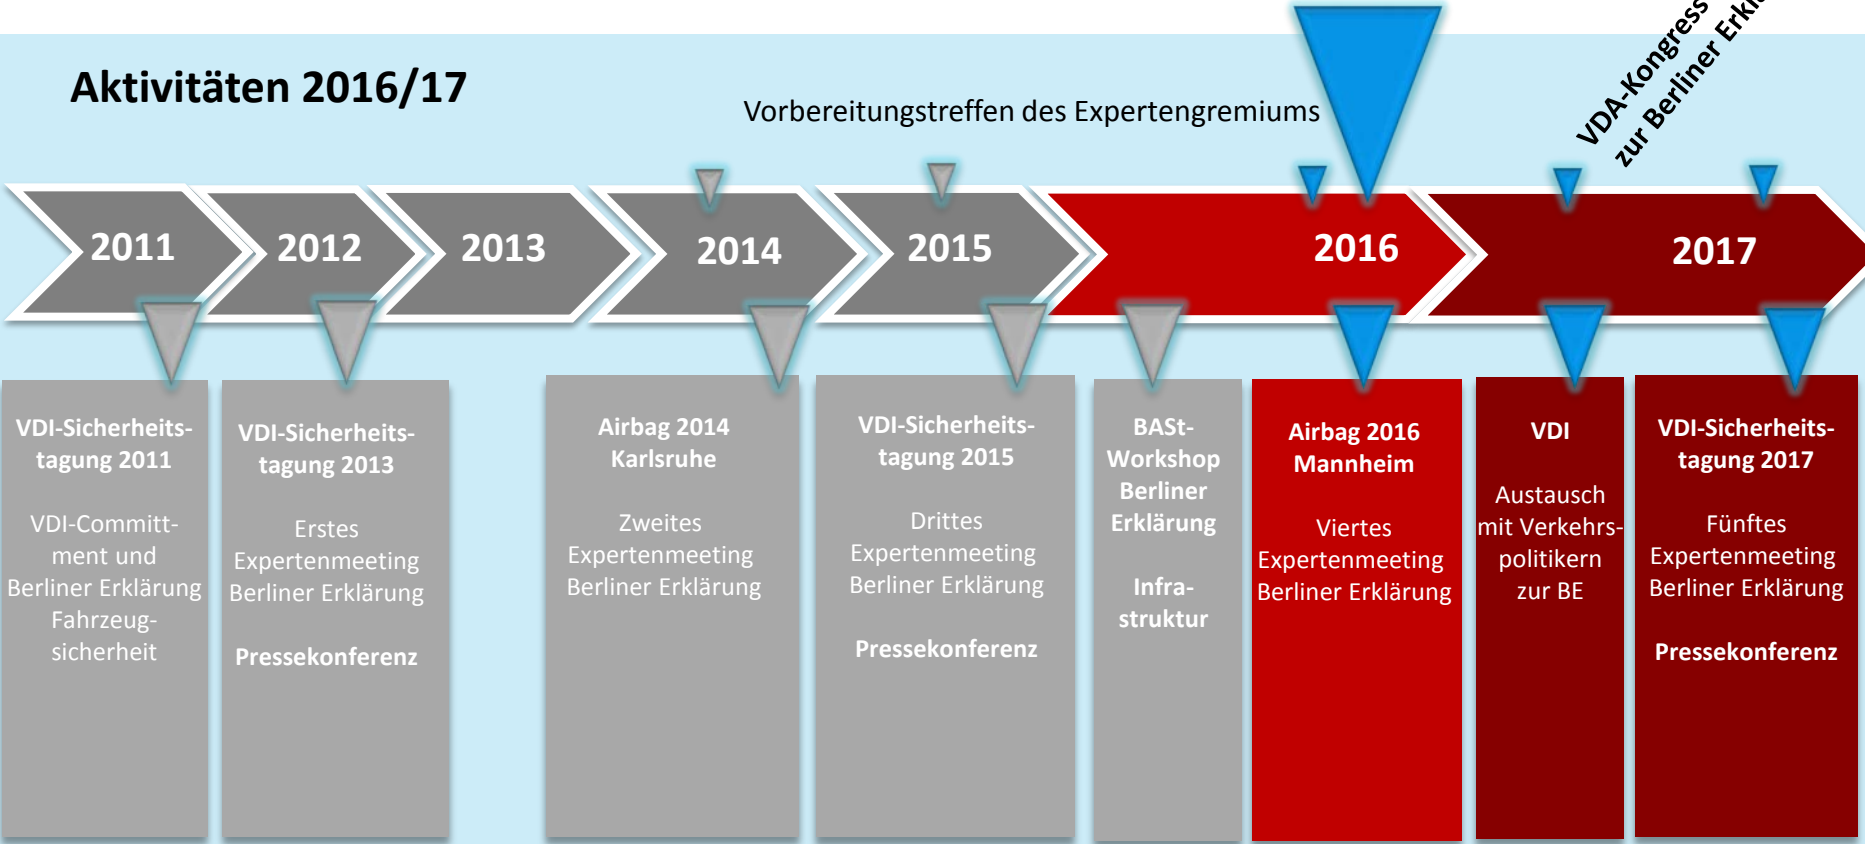 Aktivitäten 2016/17
Vorbereitungstreffen des Expertengremiums
VDA-Kongress
zur Berliner
2011
2012
2013
2014
2015
2016
2017
VDI-Sicherheits-
tagung 2011
VDI-Committ-
ment und
Berliner Erklärung
Fahrzeug-
sicherheit
VDI-Sicherheits-
tagung 2013
Erstes
Expertenmeeting
Berliner Erklärung
Pressekonferenz
Airbag 2014
Karlsruhe
Zweites
Expertenmeeting
Berliner Erklärung
VDI-Sicherheits-
tagung 2015
Drittes
Expertenmeeting
Berliner Erklärung
Pressekonferenz
BASt-
Workshop
Berliner
Erklärung
Infra-
struktur
Airbag 2016
Mannheim
Viertes
Expertenmeeting
Berliner Erklärung
VDI
Austausch
mit Verkehrs-
politikern
zur BE
VDI-Sicherheits-
tagung 2017
Fünftes
Expertenmeeting
Berliner Erklärung
Pressekonferenz